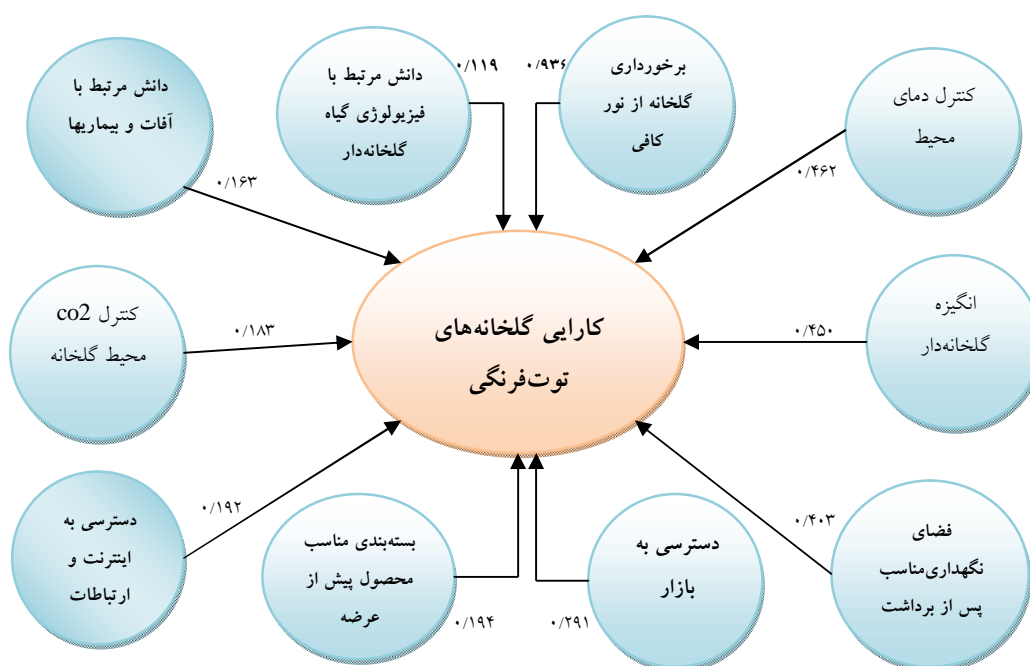 برخورداری
گلخانه از نور
کافی
۰/۹۳۶
دانش مرتبط با
فیزیولوژی گیاه
گلخانه‌دار
۰/۱۱۹
دانش مرتبط با
آفات و بیماریها
۰/۱۶۳
کنترل دمای
محیط
۰/۴۶۲
انگیزه
گلخانه‌دار
۰/۴۵۰
کارایی گلخانه‌های
توت‌فرنگی
کنترل co2
محیط گلخانه
۰/۱۸۳
فضای
نگهداری‌مناسب
پس از برداشت
۰/۴۰۳
دسترسی به
بازار
۰/۲۹۱
بسته‌بندی مناسب
محصول پیش از
عرضه
۰/۱۹۴
دسترسی به
اینترنت و
ارتباطات
۰/۱۹۲